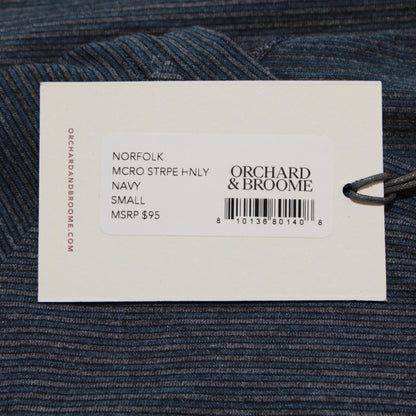 ORCHARDANDBROOME.COM
NORFOLK
MCRO STRPE HNLY
NAVY
SMALL
MSRP $95
ORCHARD
& BROOME
8 10136 80140 8